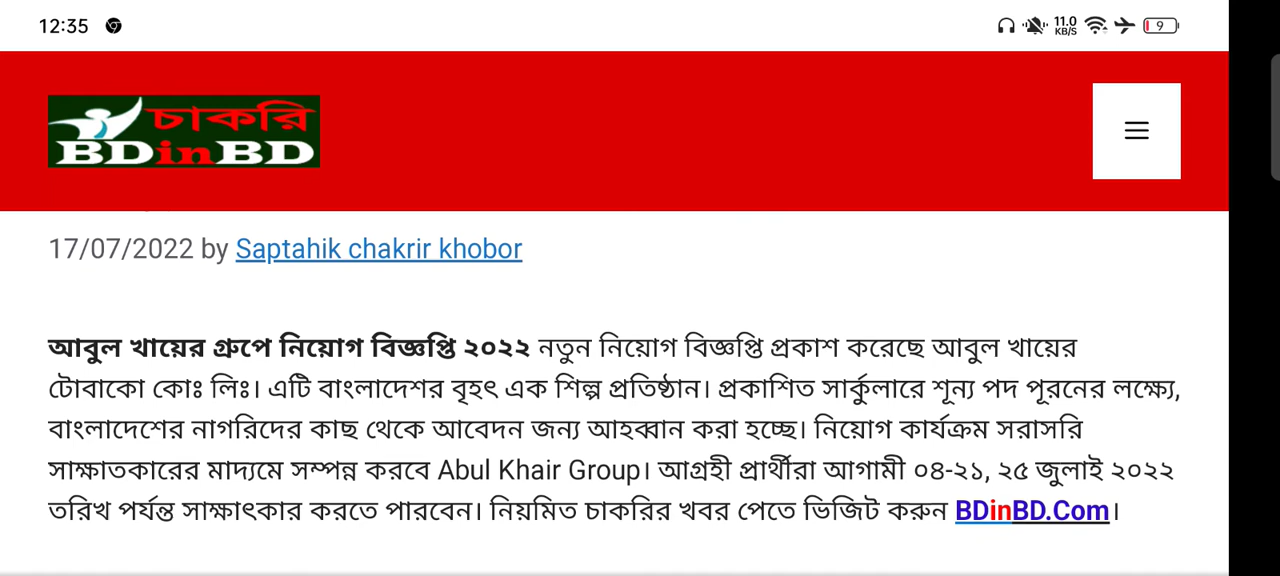 12:35 11.0 KB/S 9
চাকরি
BDinBD
17/07/2022 by Saptahik chakrir khobor
আবুল খায়ের গ্রুপে নিয়োগ বিজ্ঞপ্তি ২০২২ নতুন নিয়োগ বিজ্ঞপ্তি প্রকাশ করেছে আবুল খায়ের
টোবাকো কোঃ লিঃ। এটি বাংলাদেশর বৃহৎ এক শিল্প প্রতিষ্ঠান। প্রকাশিত সার্কুলারে শূন্য পদ পূরনের লক্ষ্যে,
বাংলাদেশের নাগরিদের কাছ থেকে আবেদন জন্য আহব্বান করা হচ্ছে। নিয়োগ কার্যক্রম সরাসরি
সাক্ষাতকারের মাদ্যমে সম্পন্ন করবে Abul Khair Group। আগ্রহী প্রার্থীরা আগামী ০৪-২১, ২৫ জুলাই ২০২২
তরিখ পর্যন্ত সাক্ষাৎকার করতে পারবেন। নিয়মিত চাকরির খবর পেতে ভিজিট করুন BDinBD.Com।